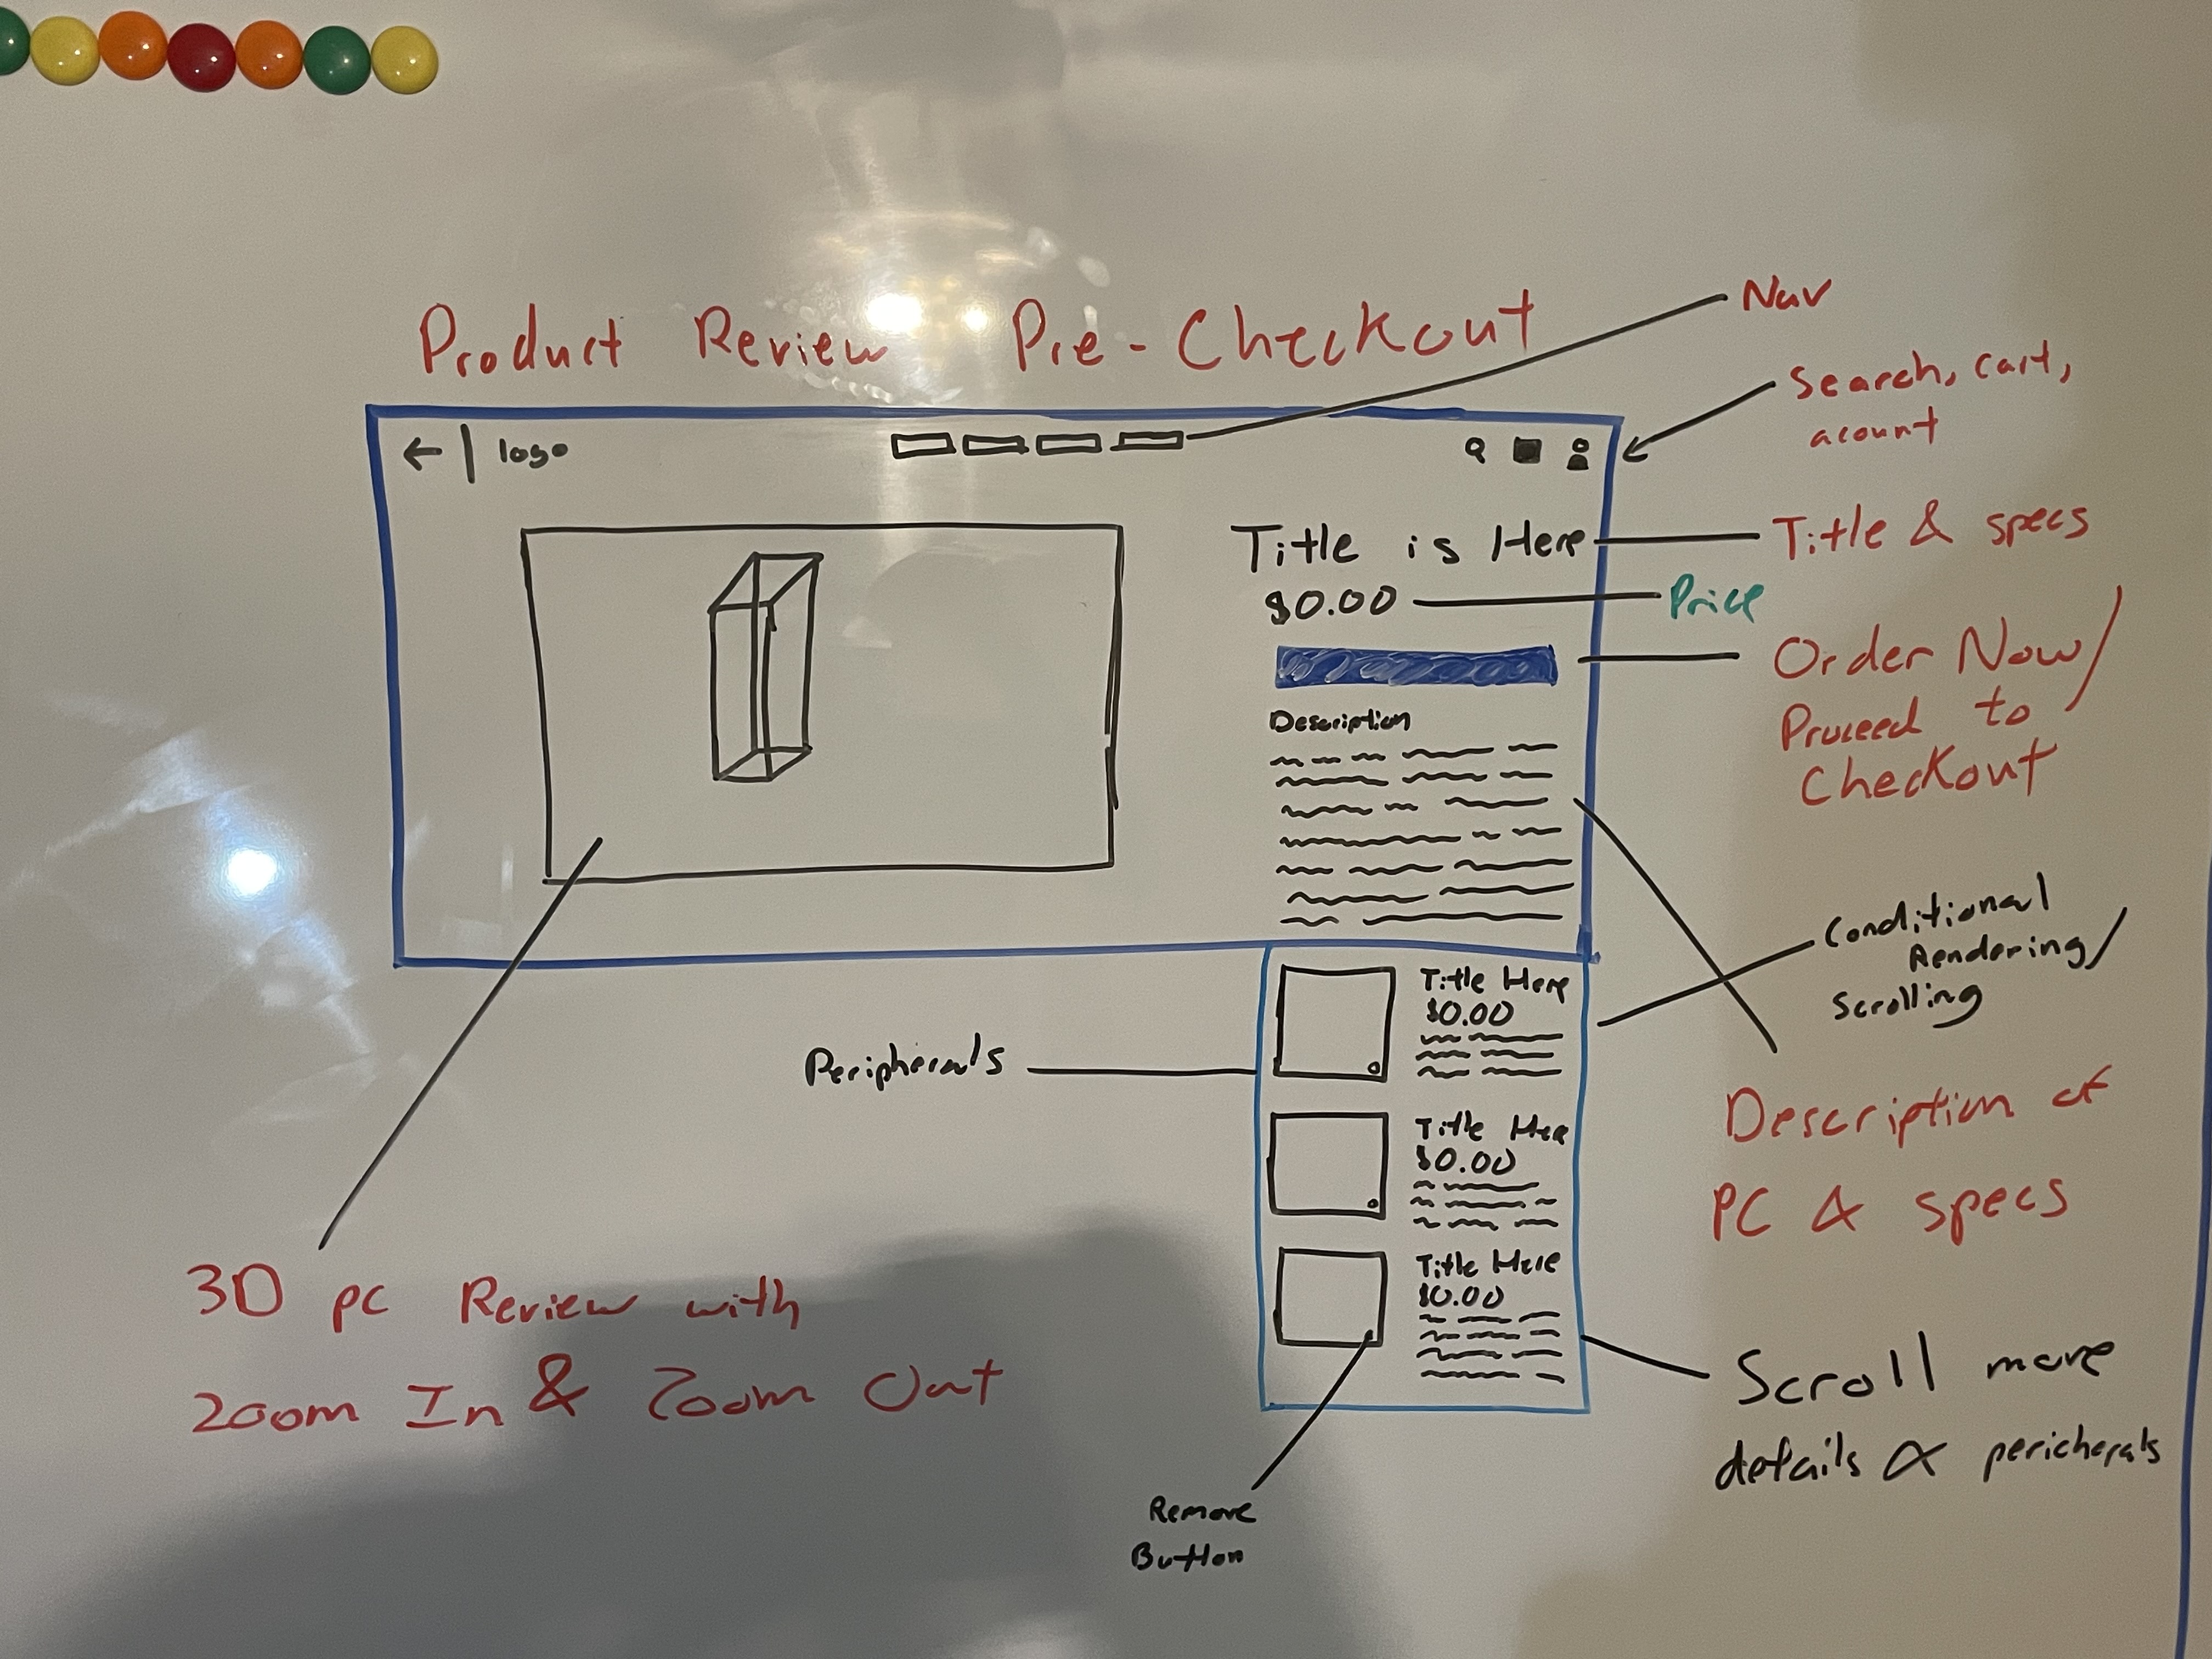 Product Review Pre-Checkout
Nav
Search, cart,
acount
logo
Title is Here
Title & specs
$0.00
Price
Order Now/
Proceed to
Checkout
Description
Conditional
Rendering/
Scrolling
Title Here
$0.00
Peripherals
Description of
PC & specs
Title Here
$0.00
Title Here
$0.00
3D pc Review with
Zoom In & Zoom Out
Scroll more
details & pericherals
Remove
Button